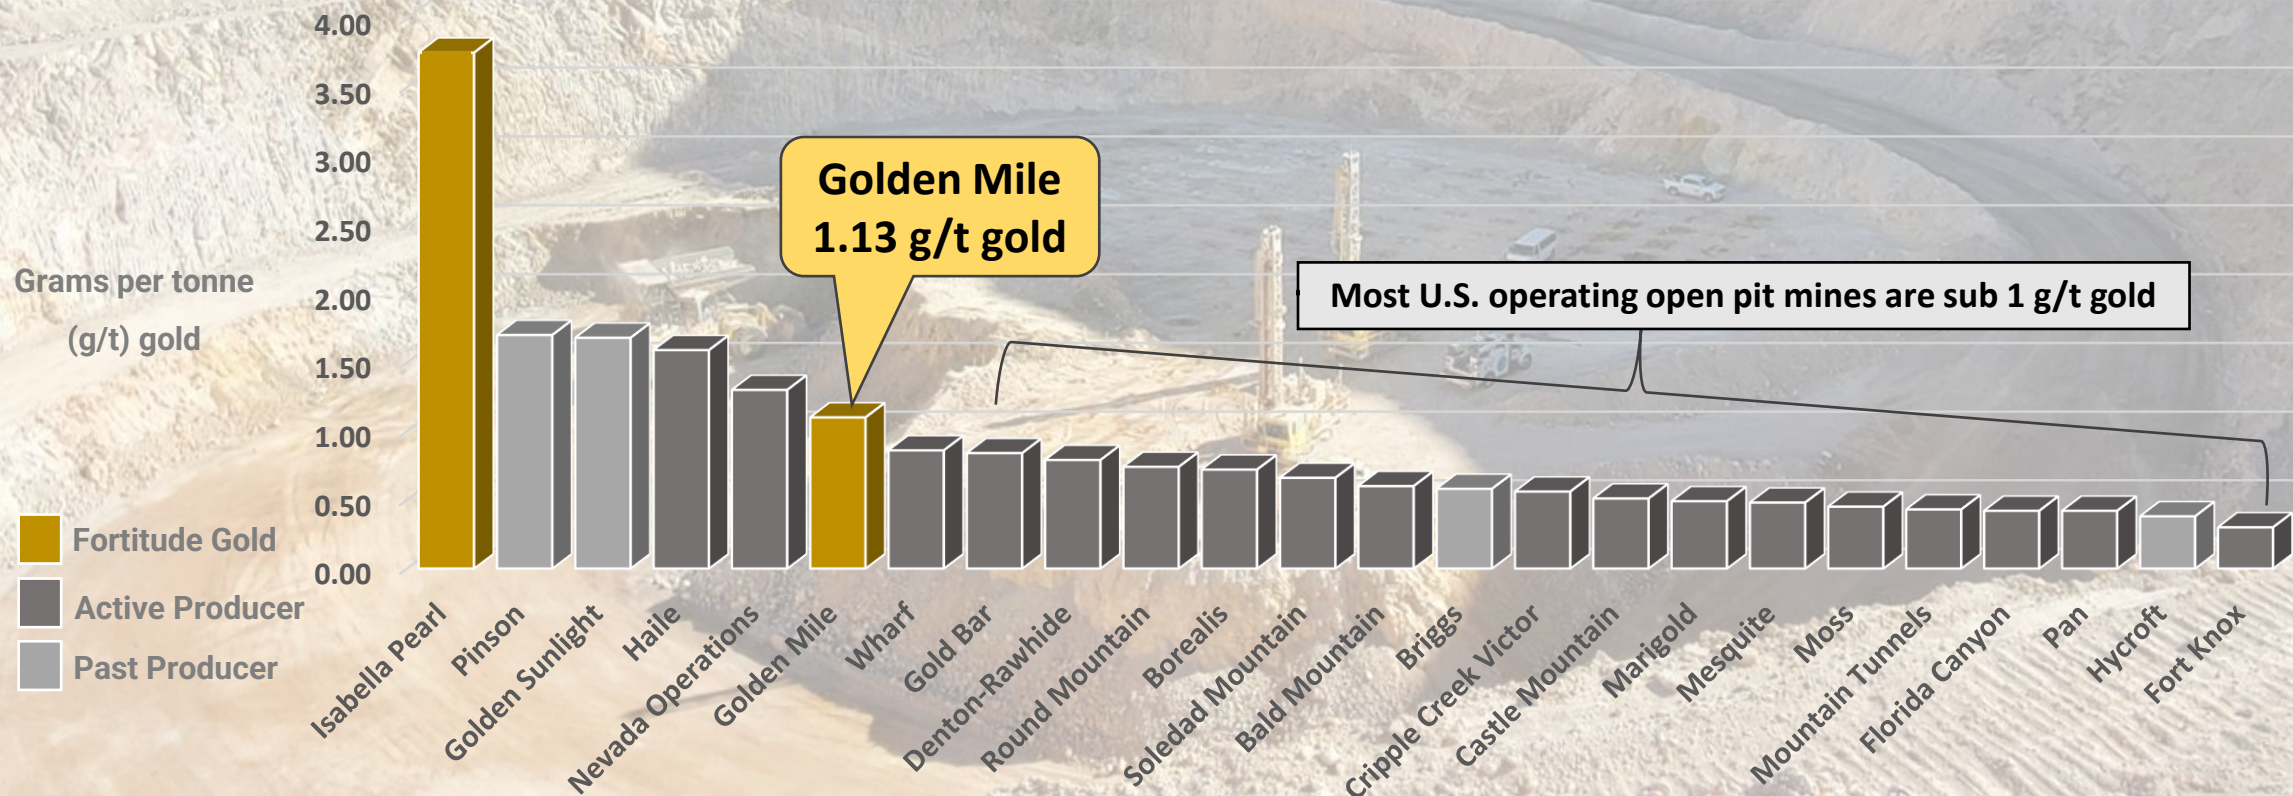 4.00
3.50
3.00
2.50
2.00
1.50
1.00
0.50
0.00
Grams per tonne
(g/t) gold
Golden Mile
1.13 g/t gold
Most U.S. operating open pit mines are sub 1 g/t gold
Fortitude Gold
Active Producer
Past Producer
Isabella Pearl
Pinson
Golden Sunlight
Haile
Nevada Operations
Golden Mile
Wharf
Gold Bar
Denton-Rawhide
Round Mountain
Borealis
Soledad Mountain
Bald Mountain
Briggs
Cripple Creek Victor
Castle Mountain
Marigold
Mesquite
Moss
Mountain Tunnels
Florida Canyon
Pan
Hycroft
Fort Knox